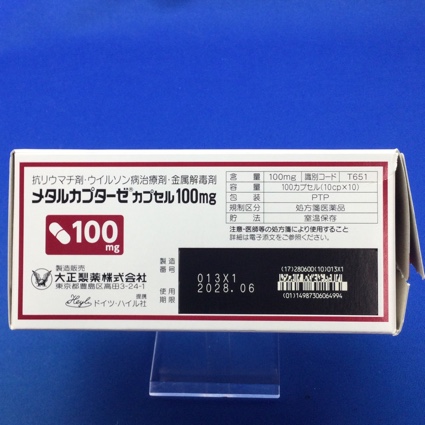 抗リウマチ剤・ウイルソン病治療剤・金属解毒剤
メタルカプターゼ®カプセル100mg
100mg
製造販売
大正製薬株式会社
東京都豊島区高田3-24-1
提携
Heyl ドイツ・ハイル社
含量 100mg 識別コード T651
容量 100カプセル(10cp×10)
包装 PTP
規制区分 処方箋医薬品
貯法 室温保存
注意-医師等の処方箋により使用すること
詳細は電子添文をご参照ください。
製造番号 013X1
使用期限 2028.06
(17)280600(10)013X1
(01)14987306064994